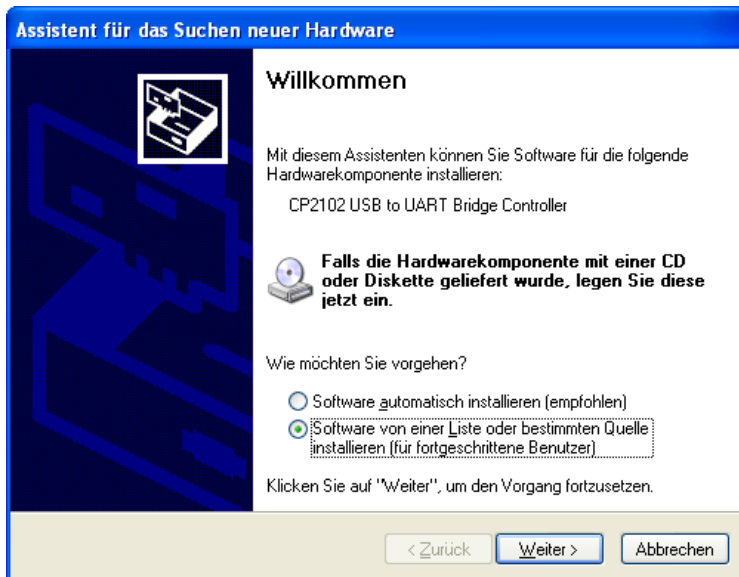 Assistent für das Suchen neuer Hardware
Willkommen
Mit diesem Assistenten können Sie Software für die folgende
Hardwarekomponente installieren:
CP2102 USB to UART Bridge Controller
Falls die Hardwarekomponente mit einer CD
oder Diskette geliefert wurde, legen Sie diese
jetzt ein.
Wie möchten Sie vorgehen?
Software automatisch installieren (empfohlen)
Software von einer Liste oder bestimmten Quelle
installieren (für fortgeschrittene Benutzer)
Klicken Sie auf "Weiter", um den Vorgang fortzusetzen.
< Zurück Weiter > Abbrechen